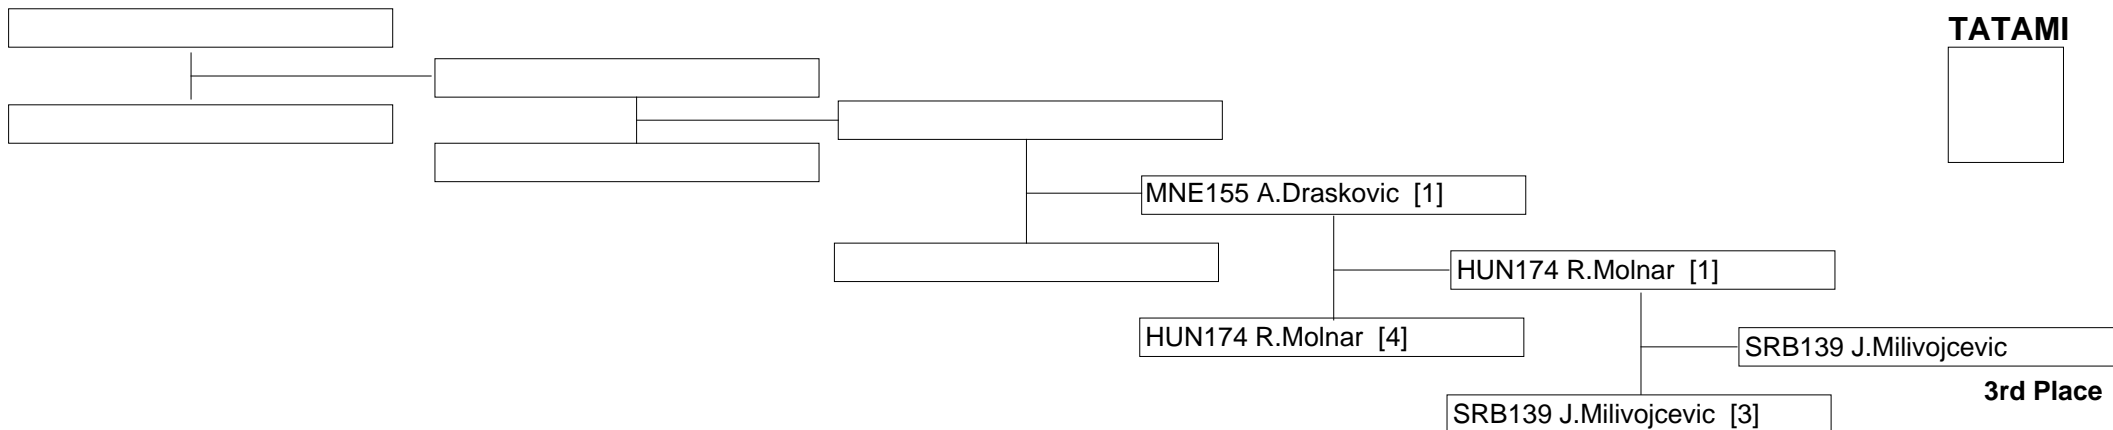 TATAMI
MNE155 A.Draskovic [1]
HUN174 R.Molnar [1]
HUN174 R.Molnar [4]
SRB139 J.Milivojcevic
3rd Place
SRB139 J.Milivojcevic [3]